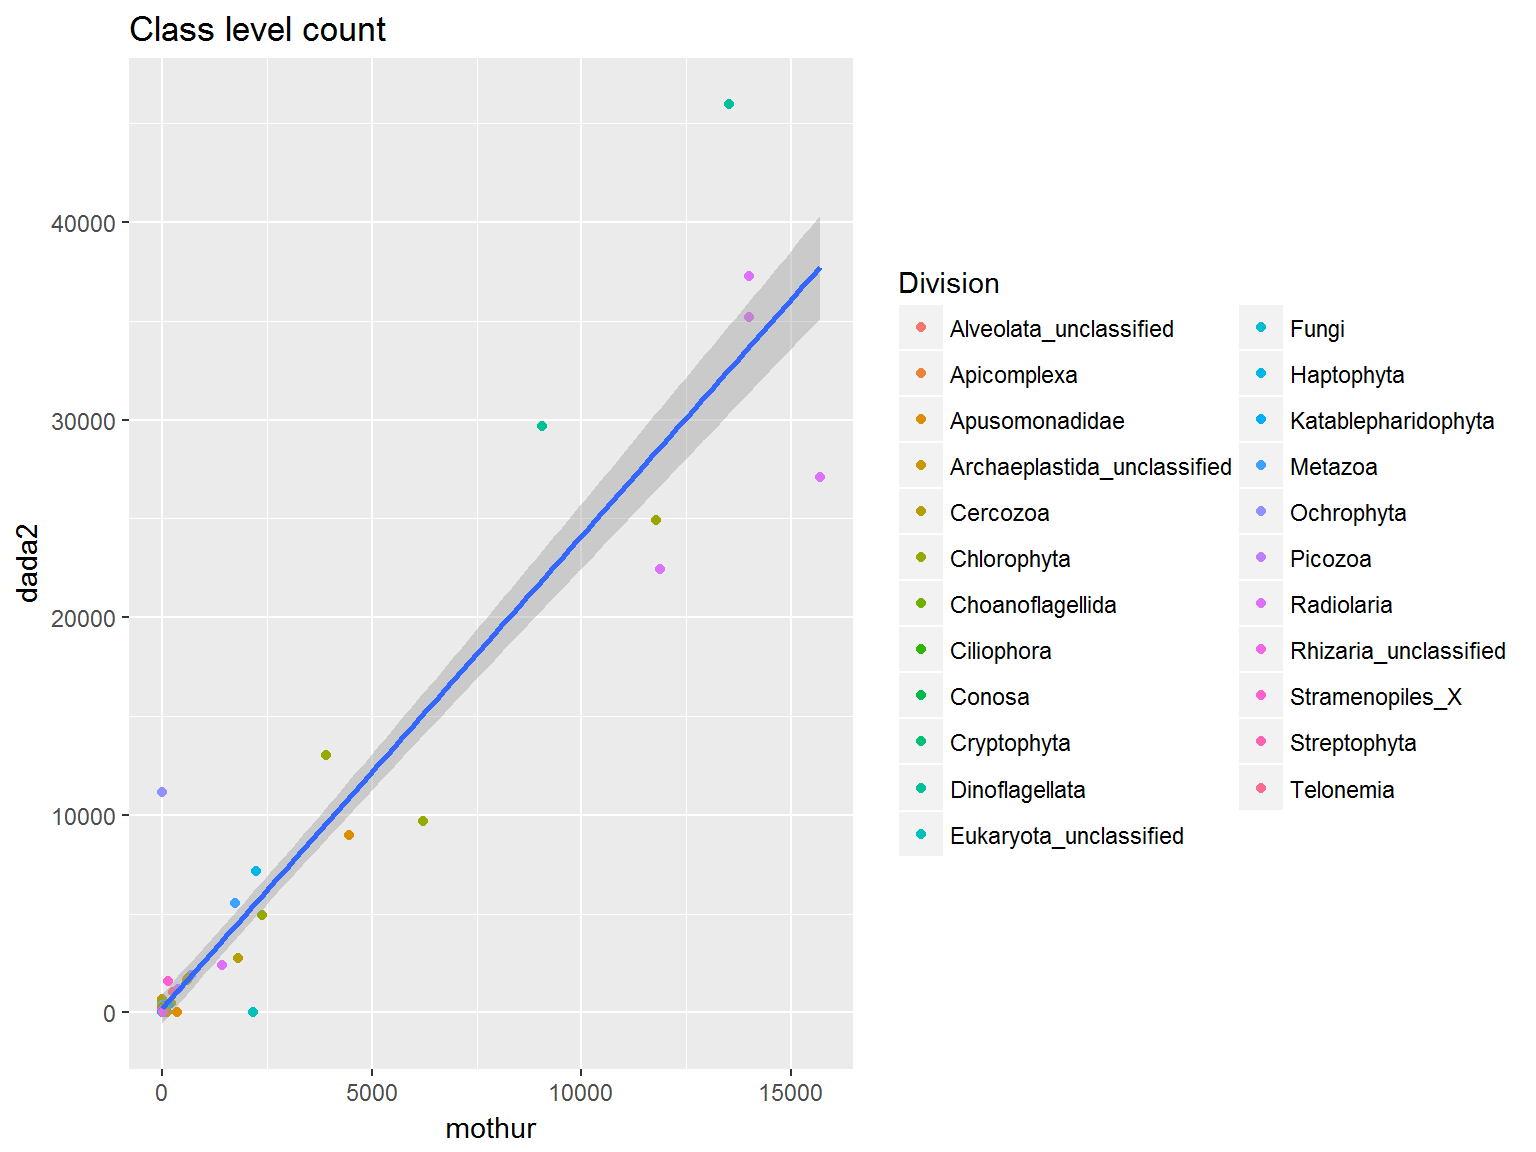 Class level count
dada2
40000
30000
20000
10000
0
0 5000 10000 15000
mothur
Division
Alveolata_unclassified
Apicomplexa
Apusomonadidae
Archaeplastida_unclassified
Cercozoa
Chlorophyta
Choanoflagellida
Ciliophora
Conosa
Cryptophyta
Dinoflagellata
Eukaryota_unclassified
Fungi
Haptophyta
Katablepharidophyta
Metazoa
Ochrophyta
Picozoa
Radiolaria
Rhizaria_unclassified
Stramenopiles_X
Streptophyta
Telonemia